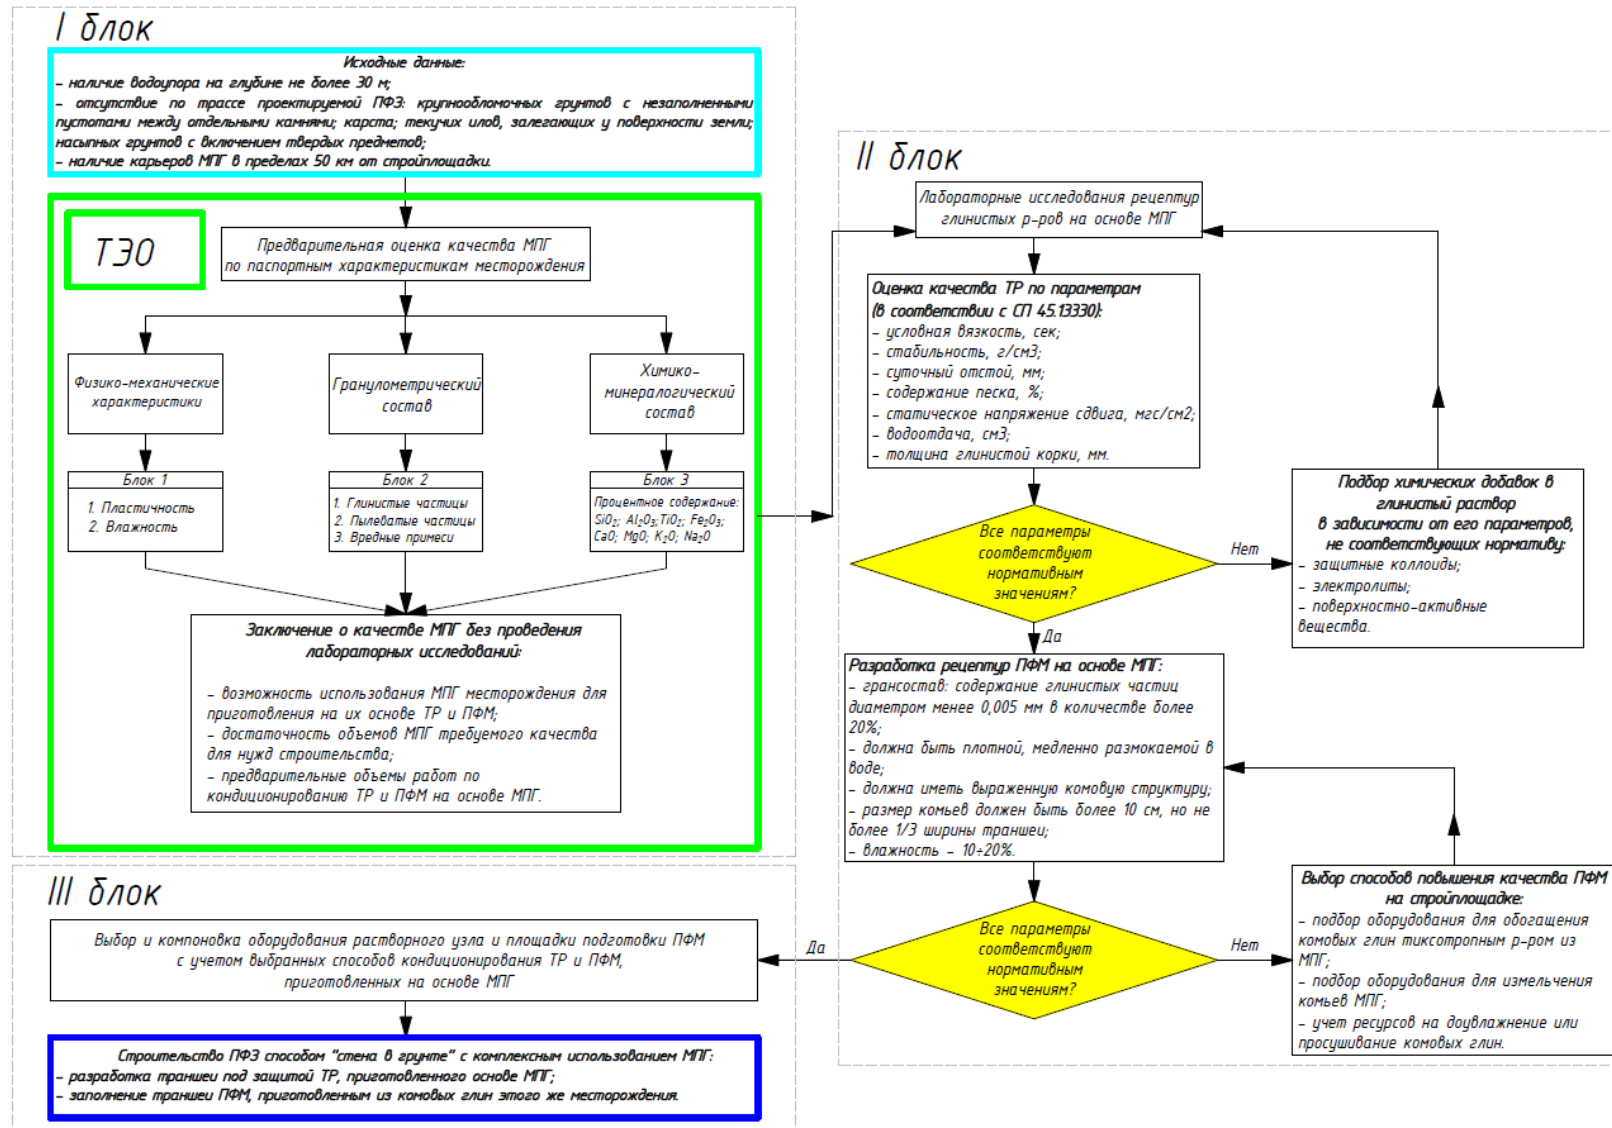 I блок
Исходные данные:
- наличие водоупора на глубине не более 30 м;
- отсутствие по трассе проектируемой ПФЗ: крупнообломочных грунтов с незаполненными
пустотами между отдельными камнями; карста; текучих илов, залегающих у поверхности земли;
насыпных грунтов с включением твердых предметов;
- наличие карьеров МПГ в пределах 50 км от стройплощадки.
ТЭО
Предварительная оценка качества МПГ
по паспортным характеристикам месторождения
Физико-механические
характеристики
Гранулометрический
состав
Химико-
минералогический
состав
Блок 1
1. Пластичность
2. Влажность
Блок 2
1. Глинистые частицы
2. Пылеватые частицы
3. Вредные примеси
Блок 3
Процентное содержание:
SiO₂; Al₂O₃;TiO₂; Fe₂O₃;
CaO; MgO; K₂O; Na₂O
Заключение о качестве МПГ без проведения
лабораторных исследований:
- возможность использования МПГ месторождения для
приготовления на их основе ТР и ПФМ;
- достаточность объемов МПГ требуемого качества
для нужд строительства;
- предварительные объемы работ по
кондиционированию ТР и ПФМ на основе МПГ.
II блок
Лабораторные исследования рецептур
глинистых р-ров на основе МПГ
Оценка качества ТР по параметрам
(в соответствии с СП 45.13330):
- условная вязкость, сек;
- стабильность, г/см3;
- суточный отстой, мм;
- содержание песка, %;
- статическое напряжение сдвига, мгс/см2;
- водоотдача, см3;
- толщина глинистой корки, мм.
Все параметры
соответствуют
нормативным
значениям?
Нет
Да
Подбор химических добавок в
глинистый раствор
в зависимости от его параметров,
не соответствующих нормативу:
- защитные коллоиды;
- электролиты;
- поверхностно-активные
вещества.
Разработка рецептур ПФМ на основе МПГ:
- грансостав: содержание глинистых частиц
диаметром менее 0,005 мм в количестве более
20%;
- должна быть плотной, медленно размокаемой в
воде;
- должна иметь выраженную комовую структуру;
- размер комьев должен быть более 10 см, но не
более 1/3 ширины траншеи;
- влажность - 10÷20%.
Все параметры
соответствуют
нормативным
значениям?
Нет
Да
Выбор способов повышения качества ПФМ
на стройплощадке:
- подбор оборудования для обогащения
комовых глин тиксотропным р-ром из
МПГ;
- подбор оборудования для измельчения
комьев МПГ;
- учет ресурсов на доувлажнение или
просушивание комовых глин.
III блок
Выбор и компоновка оборудования растворного узла и площадки подготовки ПФМ
с учетом выбранных способов кондиционирования ТР и ПФМ,
приготовленных на основе МПГ
Строительство ПФЗ способом "стена в грунте" с комплексным использованием МПГ:
- разработка траншеи под защитой ТР, приготовленного основе МПГ;
- заполнение траншеи ПФМ, приготовленным из комовых глин этого же месторождения.